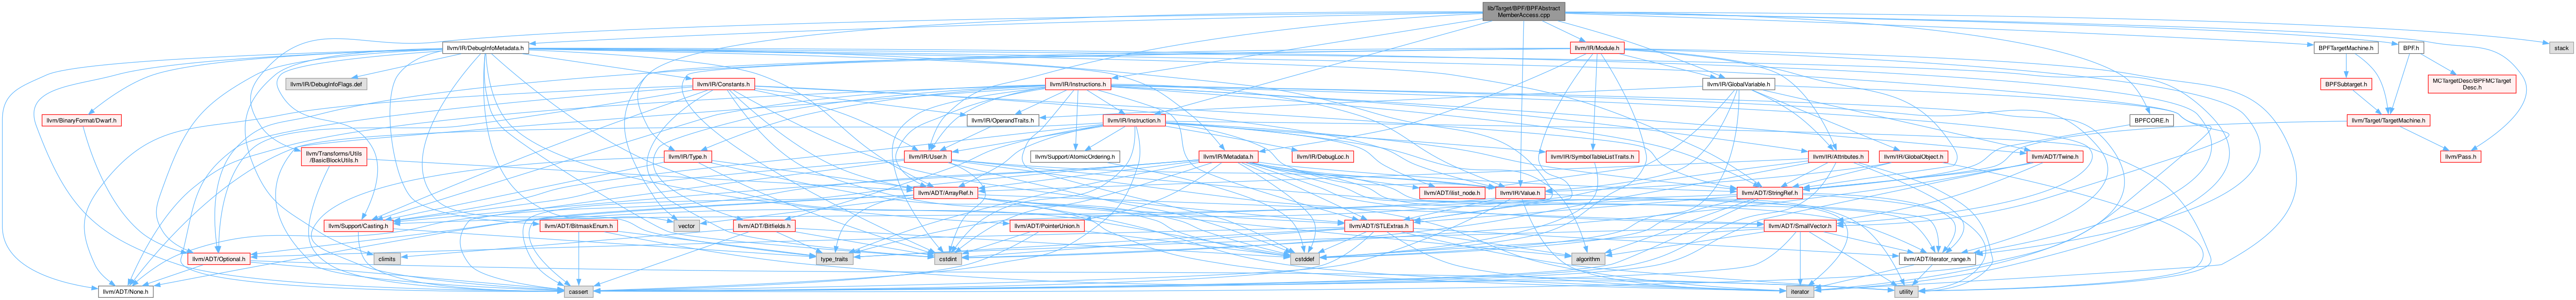 lib/Target/BPF/BPFAbstract
MemberAccess.cpp
llvm/IR/DebugInfoMetadata.h
llvm/IR/Module.h
BPFTargetMachine.h
BPF.h
stack
llvm/IR/DebugInfoFlags.def
llvm/IR/Constants.h
llvm/IR/Instructions.h
llvm/IR/GlobalVariable.h
BPFSubtarget.h
MCTargetDesc/BPFMCTarget
Desc.h
llvm/BinaryFormat/Dwarf.h
llvm/IR/OperandTraits.h
llvm/IR/Instruction.h
BPFCORE.h
llvm/Target/TargetMachine.h
llvm/Transforms/Utils
/BasicBlockUtils.h
llvm/IR/Type.h
llvm/IR/User.h
llvm/Support/AtomicOrdering.h
llvm/IR/Metadata.h
llvm/IR/DebugLoc.h
llvm/IR/SymbolTableListTraits.h
llvm/IR/Attributes.h
llvm/IR/GlobalObject.h
llvm/ADT/Twine.h
llvm/Pass.h
llvm/ADT/ArrayRef.h
llvm/ADT/ilist_node.h
llvm/IR/Value.h
llvm/ADT/StringRef.h
llvm/Support/Casting.h
llvm/ADT/BitmaskEnum.h
vector
llvm/ADT/Bitfields.h
llvm/ADT/PointerUnion.h
llvm/ADT/STLExtras.h
llvm/ADT/SmallVector.h
llvm/ADT/Optional.h
climits
type_traits
cstdint
cstddef
algorithm
llvm/ADT/iterator_range.h
llvm/ADT/None.h
cassert
iterator
utility